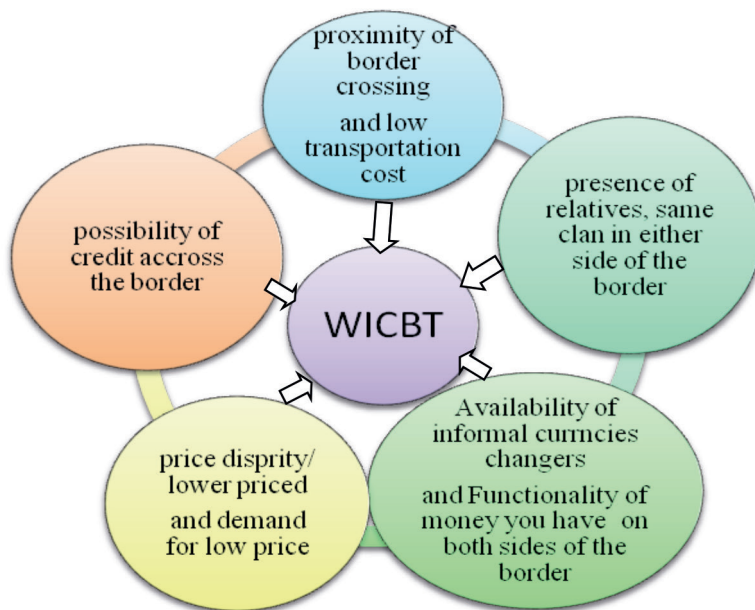 proximity of
border
crossing
and low
transportation
cost
presence of
relatives, same
clan in either
side of the
border
possibility of
credit accross
the border
WICBT
Availability of
informal currncies
changers
and Functionality of
money you have on
both sides of the
border
price disprity/
lower priced
and demand
for low price